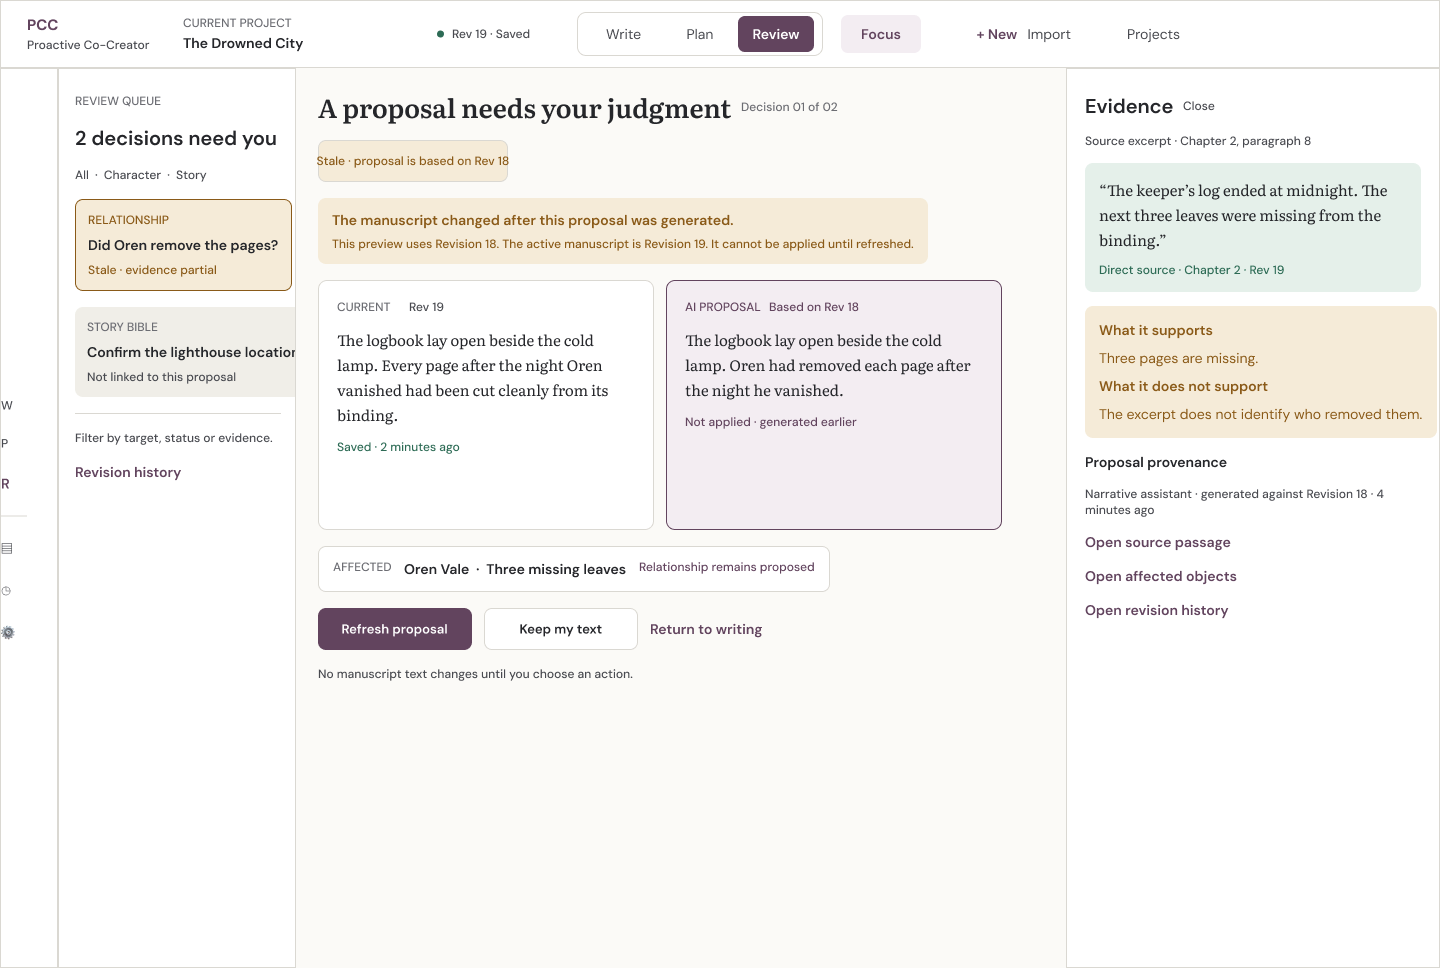 PCC
Proactive Co-Creator
CURRENT PROJECT
The Drowned City
Rev 19 · Saved
Write
Plan
Review
Focus
+ New
Import
Projects
W
P
R
REVIEW QUEUE
2 decisions need you
All · Character · Story
RELATIONSHIP
Did Oren remove the pages?
Stale · evidence partial
STORY BIBLE
Confirm the lighthouse location
Not linked to this proposal
Filter by target, status or evidence.
Revision history
A proposal needs your judgment
Decision 01 of 02
Stale · proposal is based on Rev 18
The manuscript changed after this proposal was generated.
This preview uses Revision 18. The active manuscript is Revision 19. It cannot be applied until refreshed.
CURRENT Rev 19
The logbook lay open beside the cold
lamp. Every page after the night Oren
vanished had been cut cleanly from its
binding.
Saved · 2 minutes ago
AI PROPOSAL Based on Rev 18
The logbook lay open beside the cold
lamp. Oren had removed each page after
the night he vanished.
Not applied · generated earlier
AFFECTED Oren Vale · Three missing leaves Relationship remains proposed
Refresh proposal
Keep my text
Return to writing
No manuscript text changes until you choose an action.
Evidence
Close
Source excerpt · Chapter 2, paragraph 8
“The keeper’s log ended at midnight. The
next three leaves were missing from the
binding.”
Direct source · Chapter 2 · Rev 19
What it supports
Three pages are missing.
What it does not support
The excerpt does not identify who removed them.
Proposal provenance
Narrative assistant · generated against Revision 18 · 4
minutes ago
Open source passage
Open affected objects
Open revision history